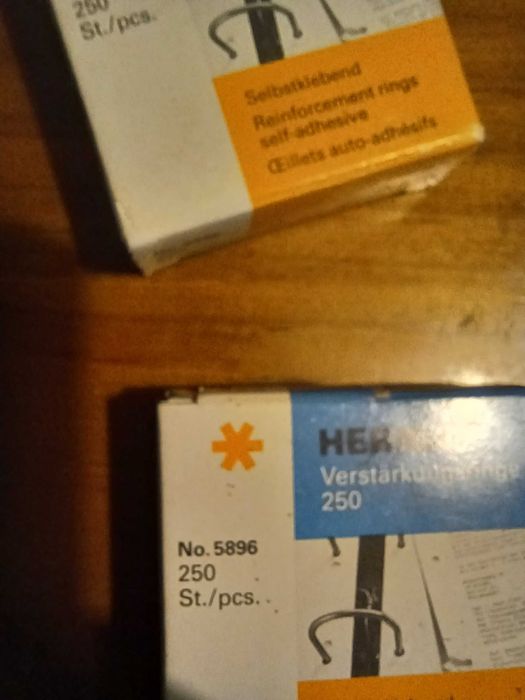 250
St./pcs.
Selbstklebend
Reinforcement rings
self-adhesive
Œillets auto-adhésifs
250
No. 5896
250
St./pcs.